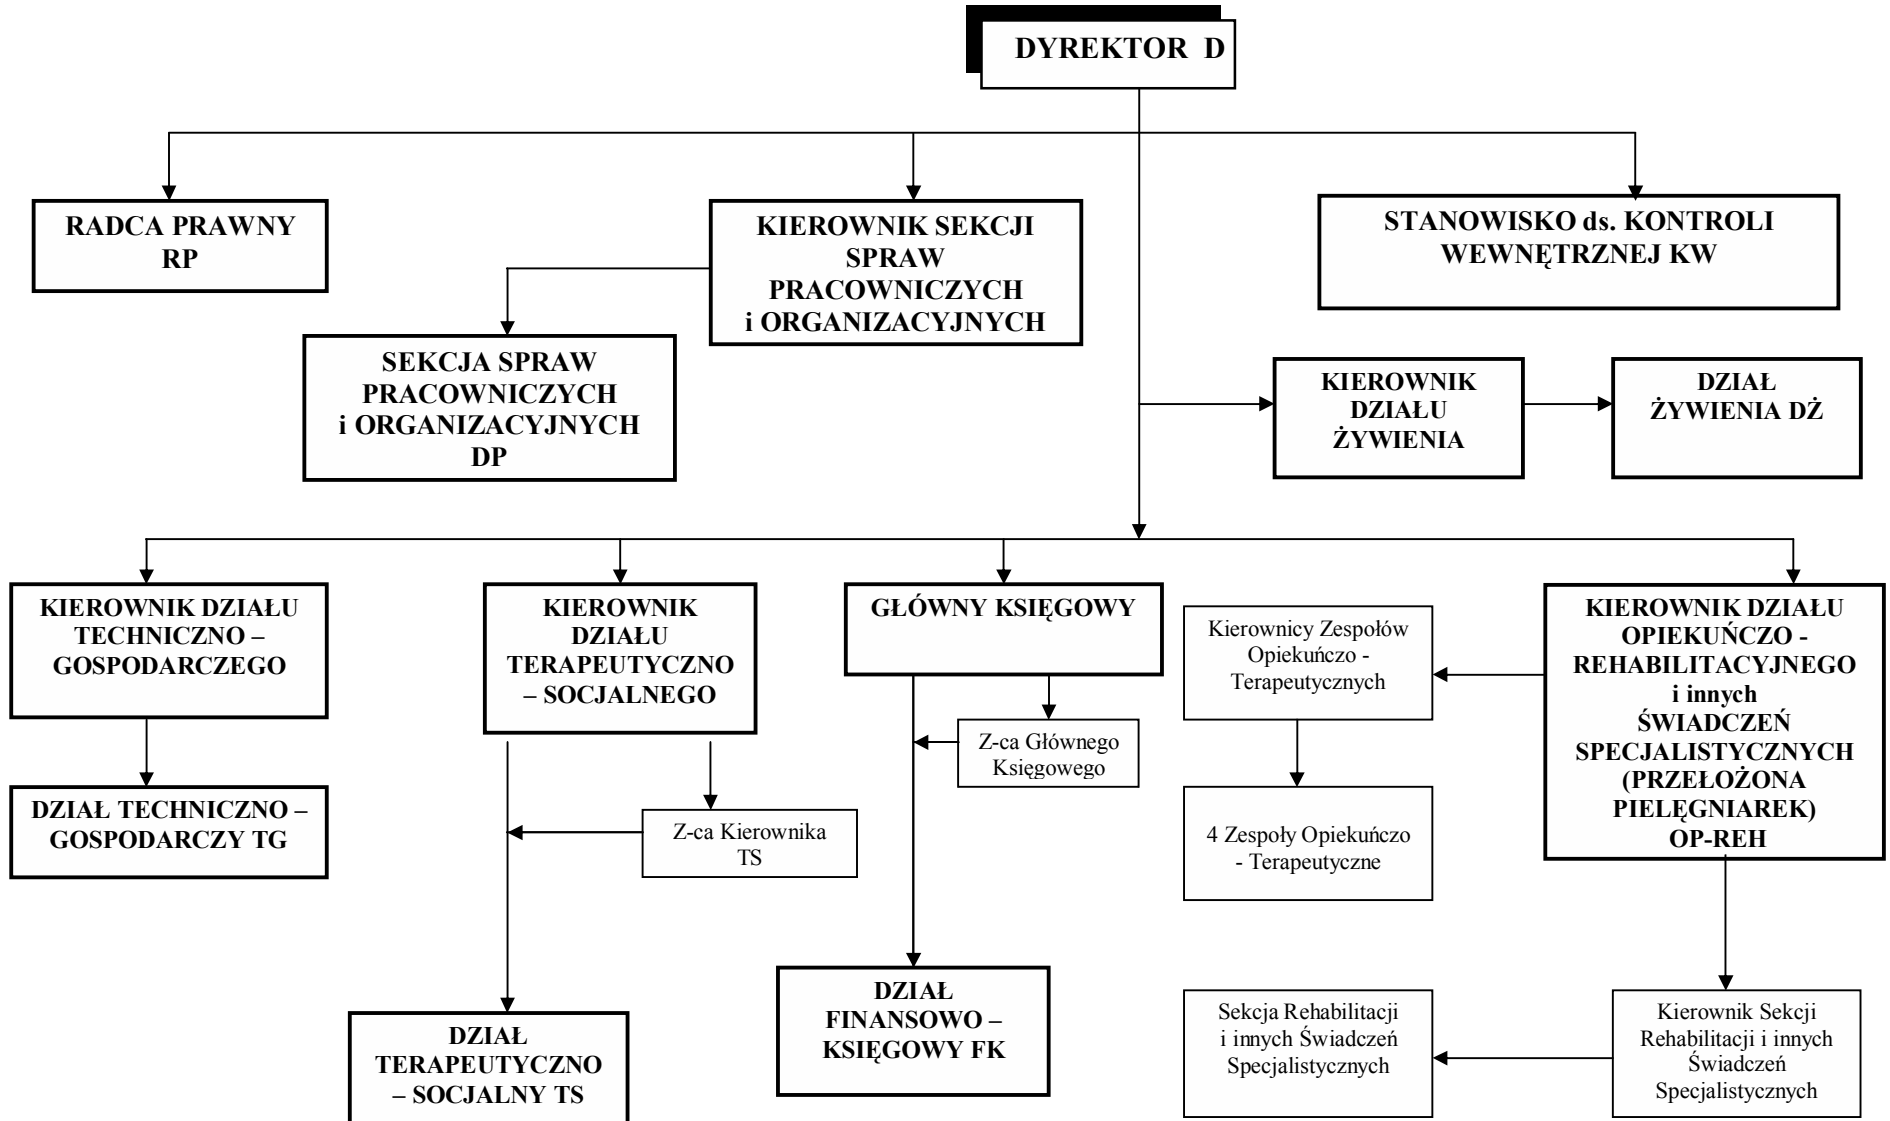 DYREKTOR D
RADCA PRAWNY
RP
KIEROWNIK SEKCJI
SPRAW
PRACOWNICZYCH
i ORGANIZACYJNYCH
STANOWISKO ds. KONTROLI
WEWNĘTRZNEJ KW
SEKCJA SPRAW
PRACOWNICZYCH
i ORGANIZACYJNYCH
DP
KIEROWNIK
DZIAŁU
ŻYWIENIA
DZIAŁ
ŻYWIENIA DŻ
KIEROWNIK DZIAŁU
TECHNICZNO –
GOSPODARCZEGO
KIEROWNIK
DZIAŁU
TERAPEUTYCZNO
– SOCJALNEGO
GŁÓWNY KSIĘGOWY
Kierownicy Zespołów
Opiekuńczo -
Terapeutycznych
KIEROWNIK DZIAŁU
OPIEKUŃCZO -
REHABILITACYJNEGO
i innych
ŚWIADCZEŃ
SPECJALISTYCZNYCH
(PRZEŁOŻONA
PIELĘGNIAREK)
OP-REH
Z-ca Głównego
Księgowego
DZIAŁ TECHNICZNO –
GOSPODARCZY TG
Z-ca Kierownika
TS
4 Zespoły Opiekuńczo
- Terapeutyczne
DZIAŁ
FINANSOWO –
KSIĘGOWY FK
Sekcja Rehabilitacji
i innych Świadczeń
Specjalistycznych
Kierownik Sekcji
Rehabilitacji i innych
Świadczeń
Specjalistycznych
DZIAŁ
TERAPEUTYCZNO
– SOCJALNY TS